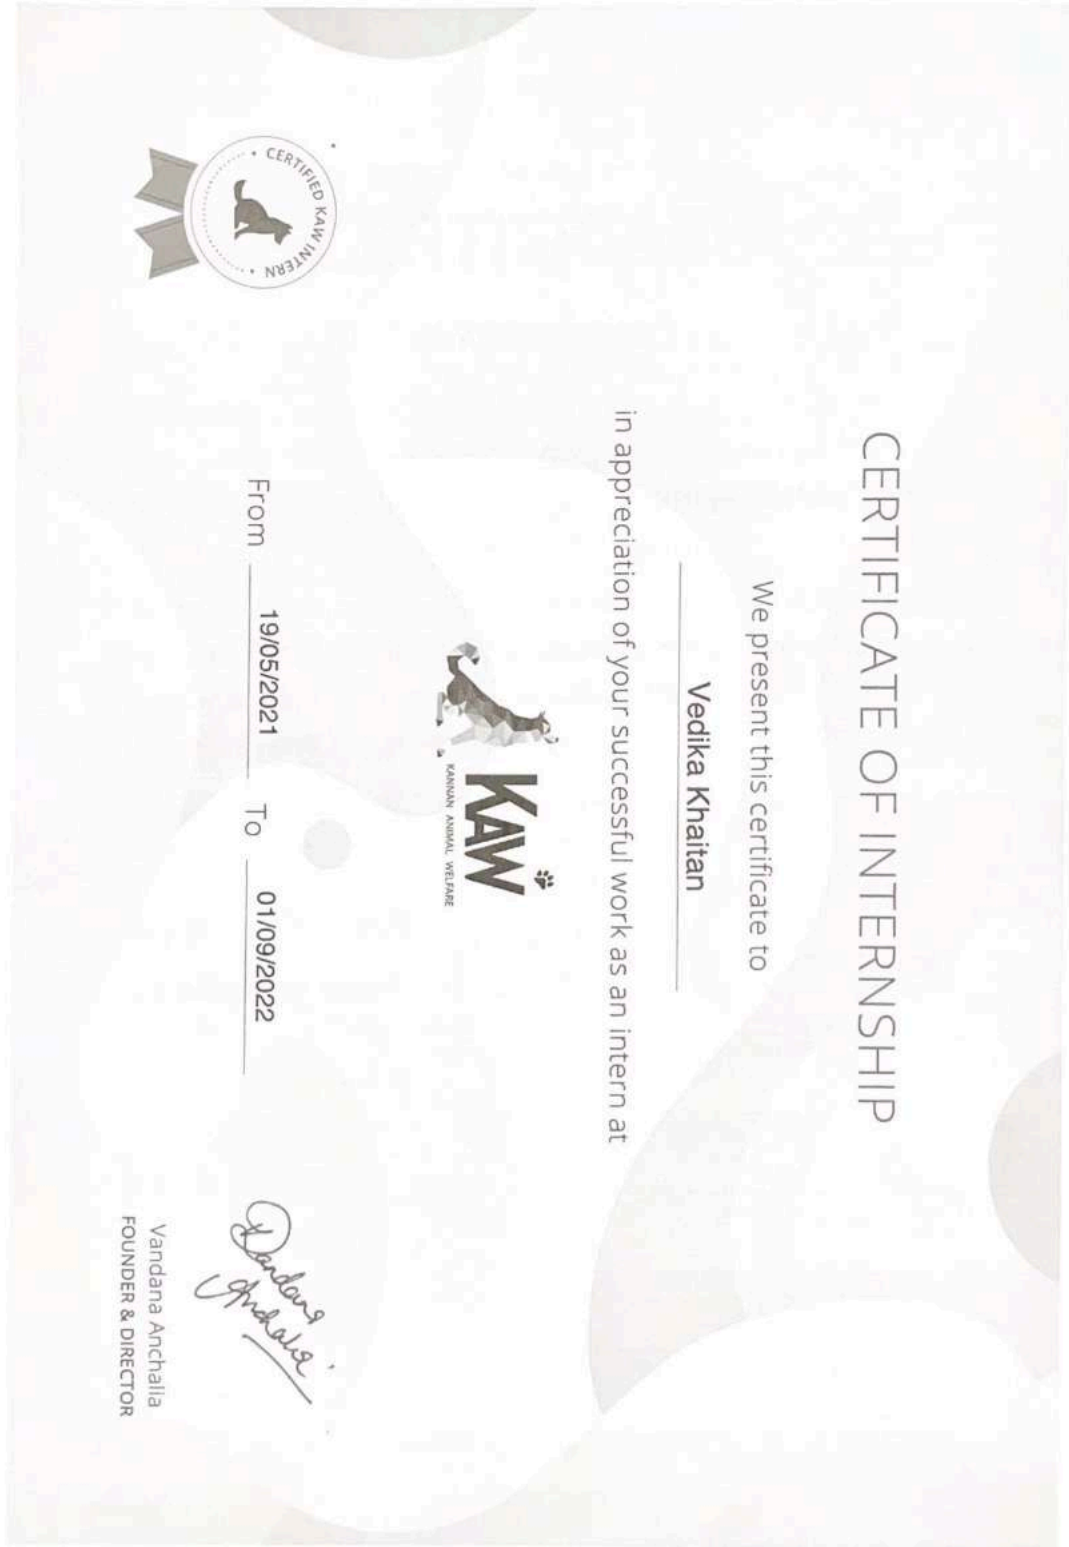 CERTIFICATE OF INTERNSHIP
We present this certificate to
Vedika Khaitan
in appreciation of your successful work as an intern at
KAW
KANNAN ANIMAL WELFARE
From 19/05/2021 To 01/09/2022
CERTIFIED KAW INTERN
Vandana Anchalia
Vandana Anchalia
FOUNDER & DIRECTOR